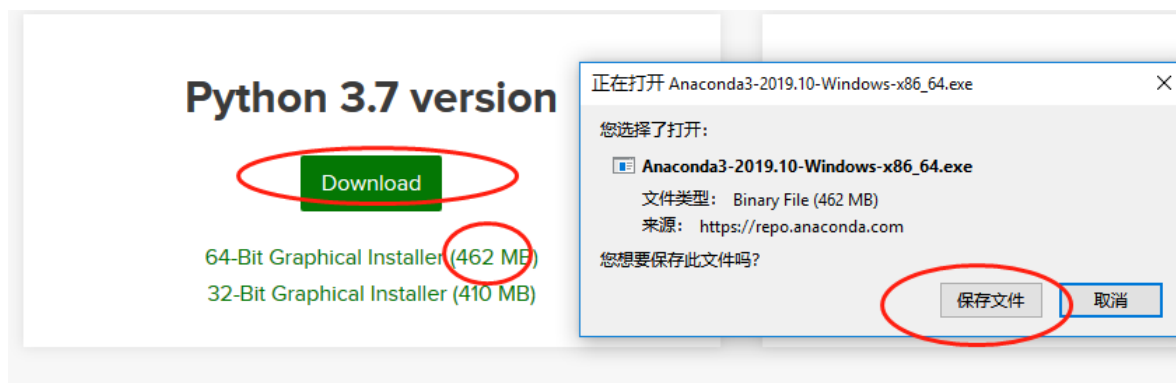 Python 3.7 version
Download
64-Bit Graphical Installer (462 MB)
32-Bit Graphical Installer (410 MB)
正在打开 Anaconda3-2019.10-Windows-x86_64.exe
您选择了打开:
Anaconda3-2019.10-Windows-x86_64.exe
文件类型: Binary File (462 MB)
来源: https://repo.anaconda.com
您想要保存此文件吗?
保存文件 取消